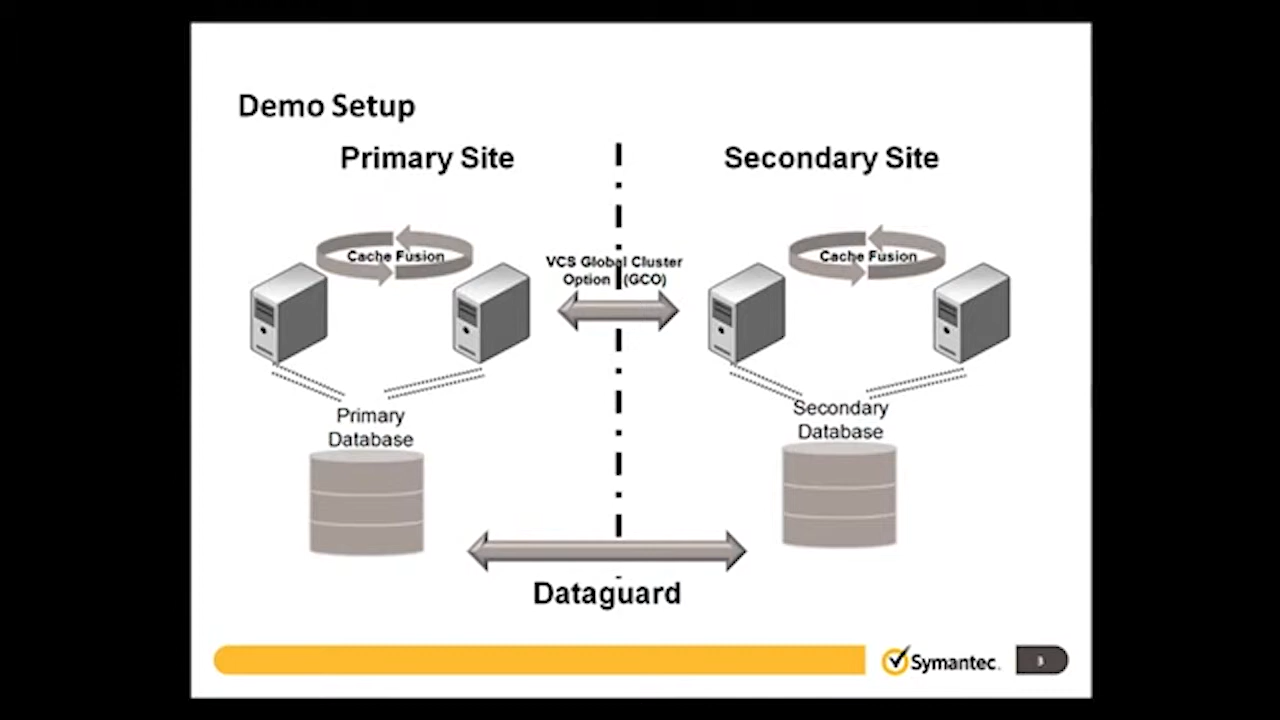 Demo Setup
Primary Site
Secondary Site
Cache Fusion
VCS Global Cluster
Option (GCO)
Cache Fusion
Primary
Database
Secondary
Database
Dataguard
Symantec.
3